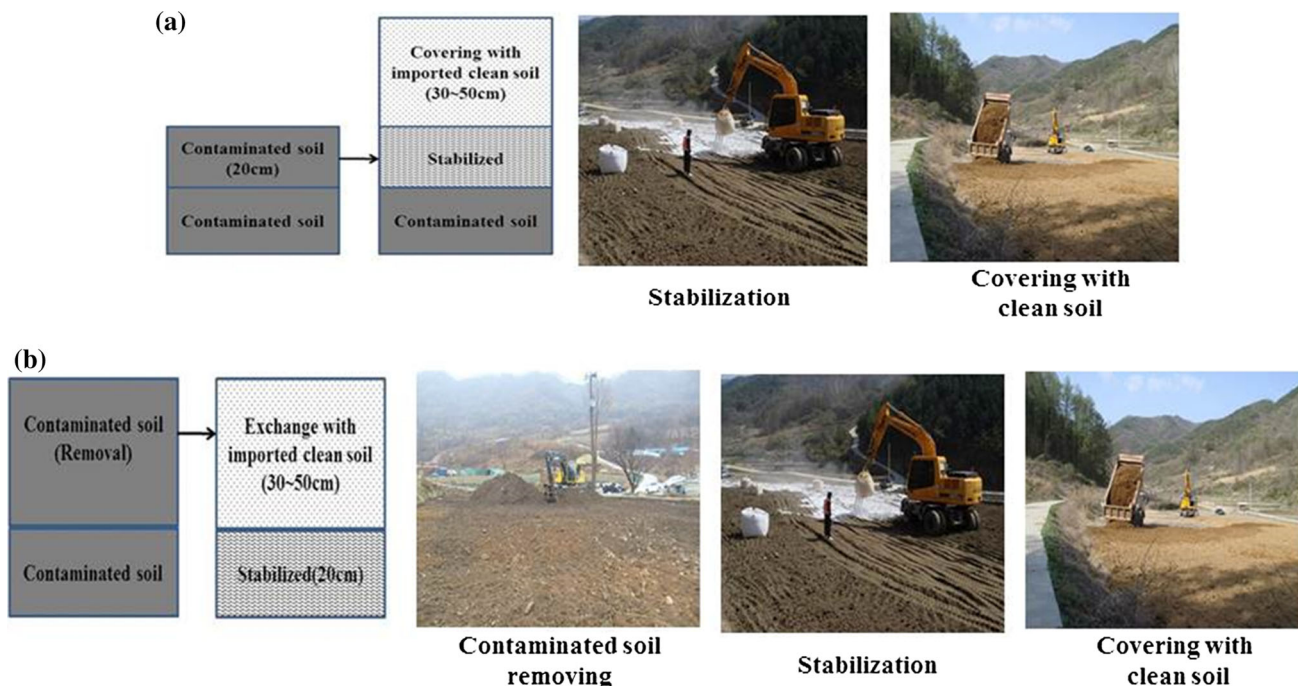 (a)
Covering with
imported clean soil
(30~50cm)
Contaminated soil
(20cm)
Stabilized
Contaminated soil
Contaminated soil
Stabilization
Covering with
clean soil
(b)
Contaminated soil
(Removal)
Exchange with
imported clean soil
(30~50cm)
Contaminated soil
Stabilized(20cm)
Contaminated soil
removing
Stabilization
Covering with
clean soil